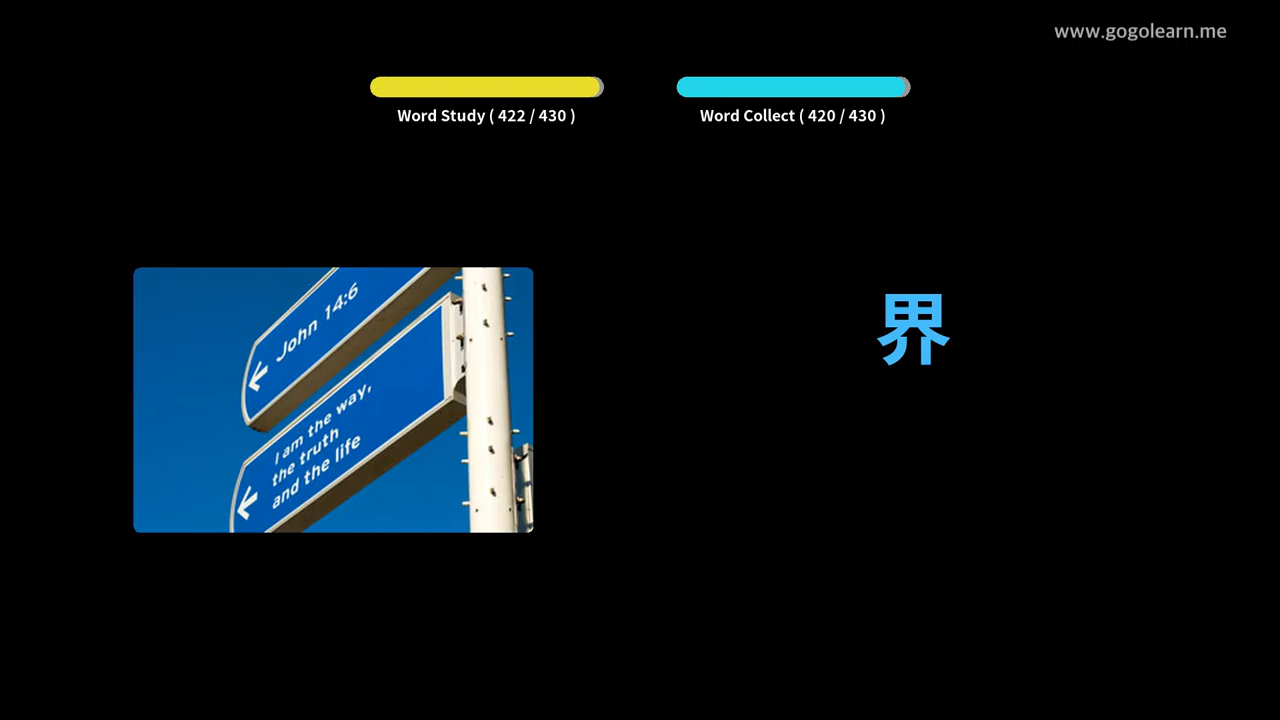 www.gogolearn.me
Word Study ( 422 / 430 )
Word Collect ( 420 / 430 )
John 14:6
I am the way,
the truth
and the life
界